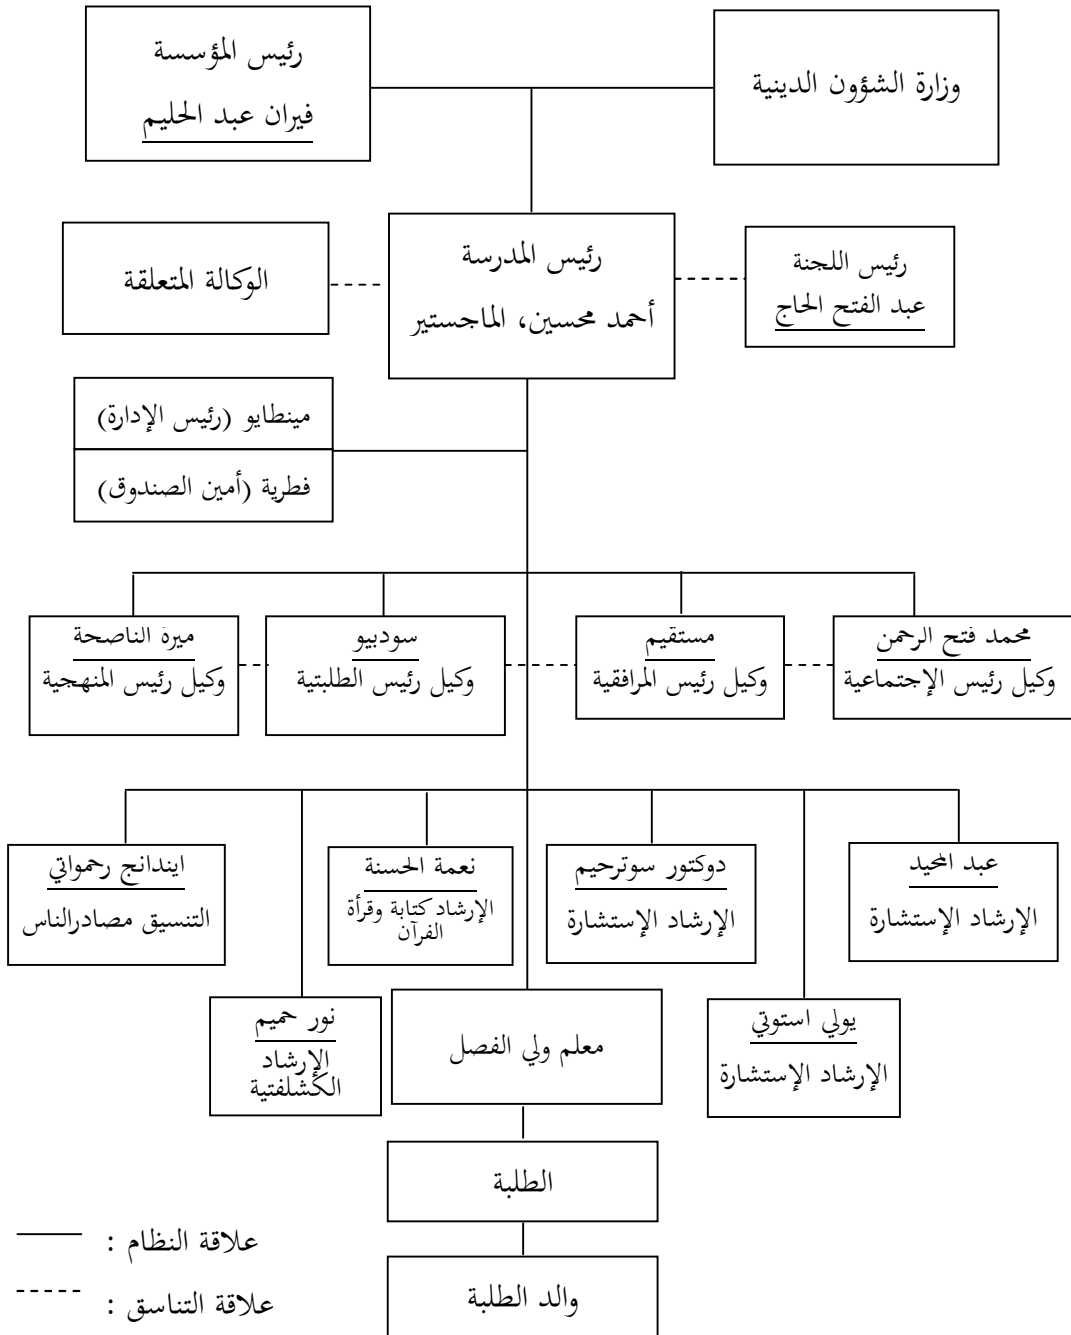 رئيس المؤسسة
فيران عبد الحليم
وزارة الشؤون الدينية
رئيس المدرسة
أحمد محسين، الماجستير
الوكالة المتعلقة
رئيس اللجنة
عبد الفتح الحاج
مينطايو (رئيس الإدارة)
فطرية (أمين الصندوق)
محمد فتح الرحمن
وكيل رئيس الإجتماعية
مستقيم
وكيل رئيس المرافقية
سودبيو
وكيل رئيس الطلبتية
ميرة الناصحة
وكيل رئيس المنهجية
عبد المحيد
الإرشاد الإستشارة
دوكتور سوترحيم
الإرشاد الإستشارة
نعمة الحسنة
الإرشاد كتابة وقرأة
الفرآن
ايندانج رحمواتي
التنسيق مصادرالناس
يولي استوتي
الإرشاد الإستشارة
معلم ولي الفصل
نور حميم
الإرشاد
الكشلفتية
الطلبة
والد الطلبة
علاقة النظام :
علاقة التناسق :